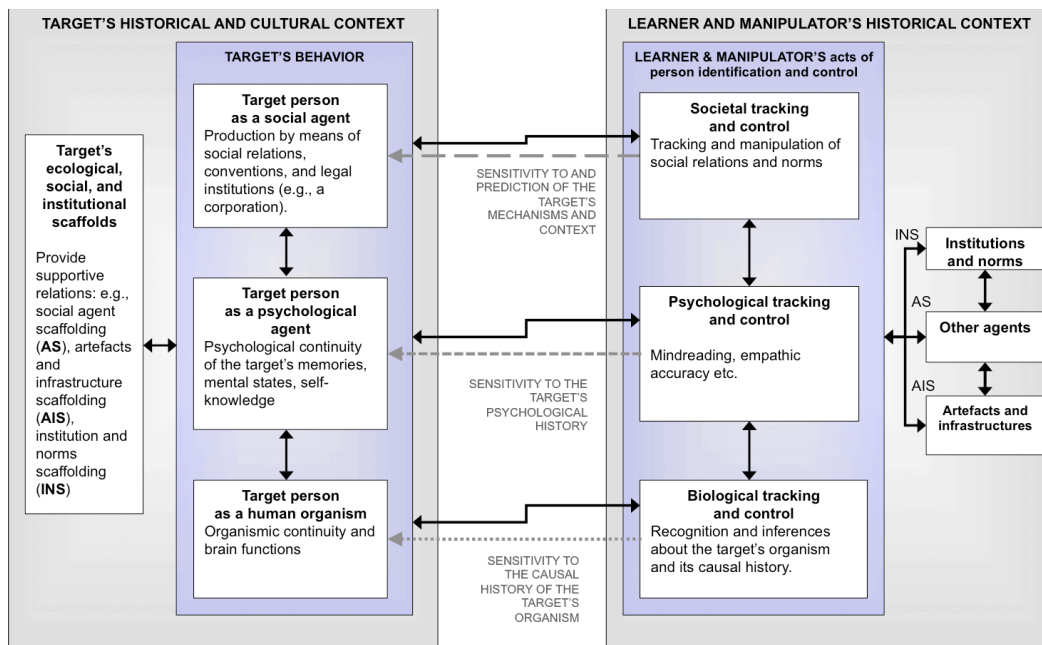 TARGET'S HISTORICAL AND CULTURAL CONTEXT
TARGET'S BEHAVIOR
Target's
ecological,
social, and
institutional
scaffolds
Provide
supportive
relations: e.g.,
social agent
scaffolding
(AS), artefacts
and
infrastructure
scaffolding
(AIS),
institution and
norms
scaffolding
(INS)
Target person
as a social agent
Production by means of
social relations,
conventions, and legal
institutions (e.g., a
corporation).
Target person
as a psychological
agent
Psychological continuity
of the target's memories,
mental states, self-
knowledge
Target person
as a human organism
Organismic continuity and
brain functions
SENSITIVITY TO AND
PREDICTION OF THE
TARGET'S
MECHANISMS AND
CONTEXT
SENSITIVITY TO THE
TARGET'S
PSYCHOLOGICAL
HISTORY
SENSITIVITY TO
THE CAUSAL
HISTORY OF THE
TARGET'S
ORGANISM
LEARNER AND MANIPULATOR'S HISTORICAL CONTEXT
LEARNER & MANIPULATOR'S acts of
person identification and control
Societal tracking
and control
Tracking and manipulation of
social relations and norms
Psychological tracking
and control
Mindreading, empathic
accuracy etc.
Biological tracking
and control
Recognition and inferences
about the target's organism
and its causal history.
INS
Institutions
and norms
AS
Other agents
AIS
Artefacts and
infrastructures